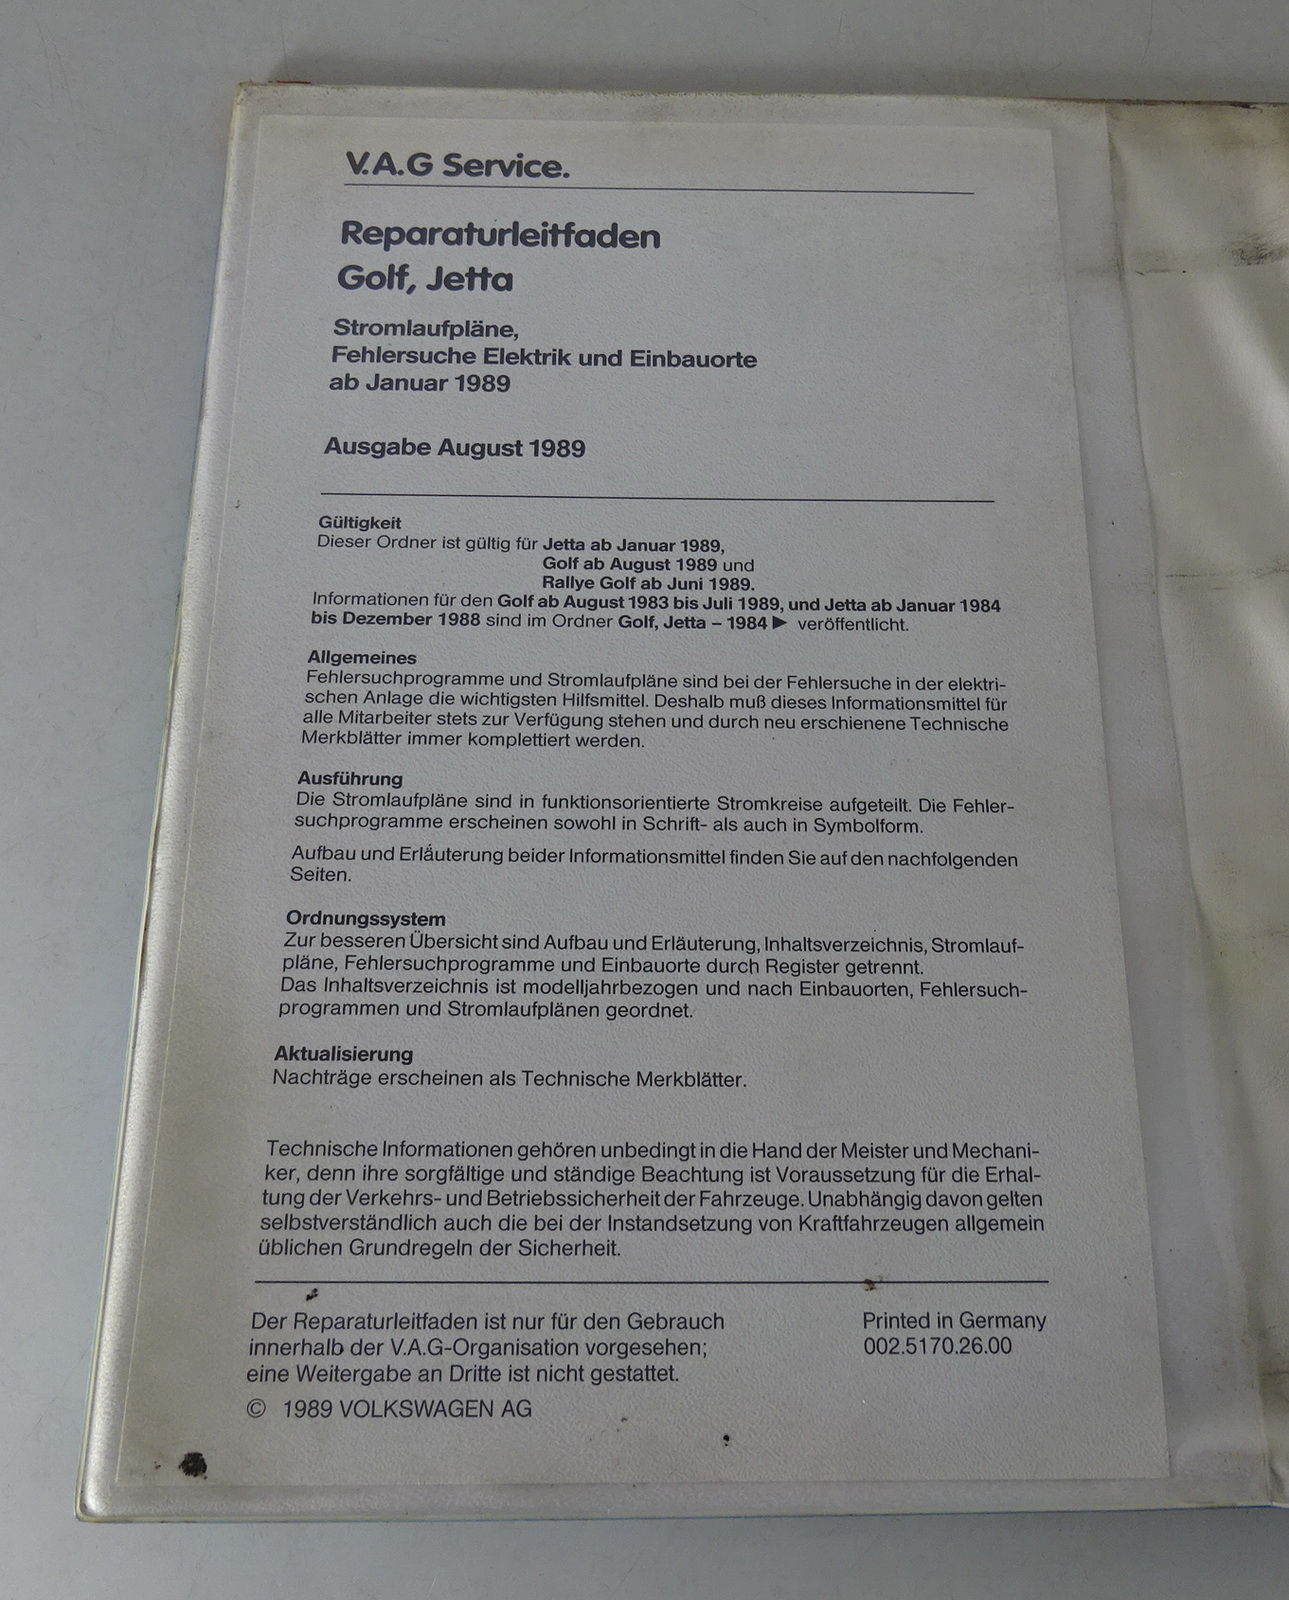 V.A.G Service.
Reparaturleitfaden
Golf, Jetta
Stromlaufpläne,
Fehlersuche Elektrik und Einbauorte
ab Januar 1989
Ausgabe August 1989
Gültigkeit
Dieser Ordner ist gültig für Jetta ab Januar 1989,
Golf ab August 1989 und
Rallye Golf ab Juni 1989.
Informationen für den Golf ab August 1983 bis Juli 1989, und Jetta ab Januar 1984
bis Dezember 1988 sind im Ordner Golf, Jetta – 1984 ▶ veröffentlicht.
Allgemeines
Fehlersuchprogramme und Stromlaufpläne sind bei der Fehlersuche in der elektri-
schen Anlage die wichtigsten Hilfsmittel. Deshalb muß dieses Informationsmittel für
alle Mitarbeiter stets zur Verfügung stehen und durch neu erschienene Technische
Merkblätter immer komplettiert werden.
Ausführung
Die Stromlaufpläne sind in funktionsorientierte Stromkreise aufgeteilt. Die Fehler-
suchprogramme erscheinen sowohl in Schrift- als auch in Symbolform.
Aufbau und Erläuterung beider Informationsmittel finden Sie auf den nachfolgenden
Seiten.
Ordnungssystem
Zur besseren Übersicht sind Aufbau und Erläuterung, Inhaltsverzeichnis, Stromlauf-
pläne, Fehlersuchprogramme und Einbauorte durch Register getrennt.
Das Inhaltsverzeichnis ist modelljahrbezogen und nach Einbauorten, Fehlersuch-
programmen und Stromlaufplänen geordnet.
Aktualisierung
Nachträge erscheinen als Technische Merkblätter.
Technische Informationen gehören unbedingt in die Hand der Meister und Mechani-
ker, denn ihre sorgfältige und ständige Beachtung ist Voraussetzung für die Erhal-
tung der Verkehrs- und Betriebssicherheit der Fahrzeuge. Unabhängig davon gelten
selbstverständlich auch die bei der Instandsetzung von Kraftfahrzeugen allgemein
üblichen Grundregeln der Sicherheit.
Der Reparaturleitfaden ist nur für den Gebrauch
innerhalb der V.A.G-Organisation vorgesehen;
eine Weitergabe an Dritte ist nicht gestattet.
© 1989 VOLKSWAGEN AG
Printed in Germany
002.5170.26.00